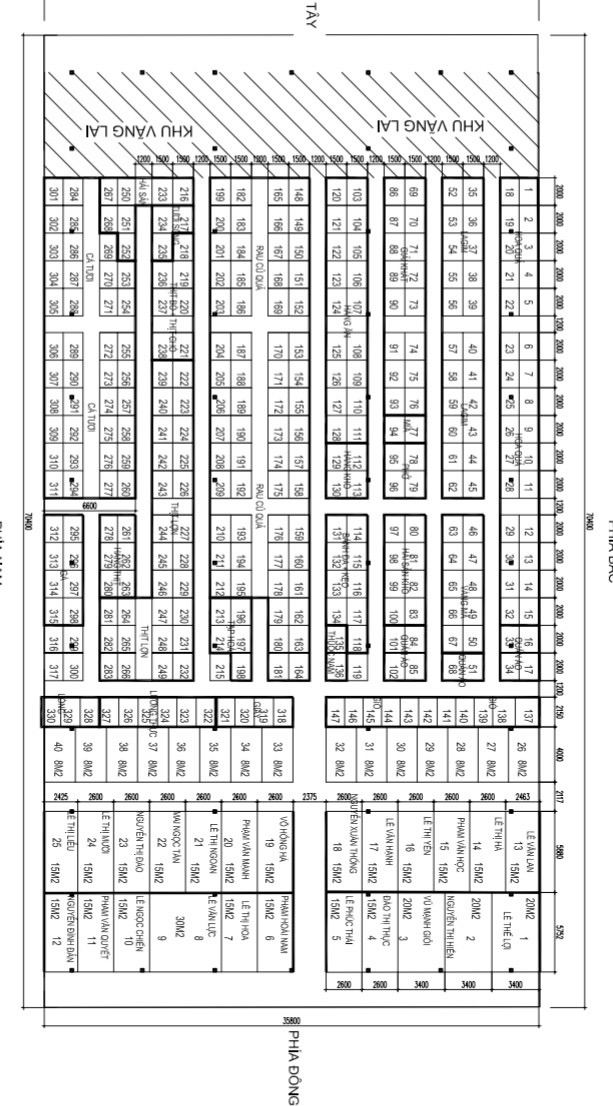 PHÍA BẮC
70400
2000 2000 2000 2000 2000 1200 2000 2000 2000 2000 2000 2000 1200 2000 2000 2000 2000 2000 2000 1200 2150 4000 2117 5880 5752
1 2 3 4 5 6 7 8 9 10 11 12 13 14 15 16 17
HOA QUẢ HOA QUẢ QUẦN ÁO
18 19 20 21 22 23 24 25 26 27 28 29 30 31 32 33 34
35 36 37 38 39 40 41 42 43 44 45 46 47 48 49 50 51
LAGIM LAGIM VÀNG MÃ QUẦN ÁO
52 53 54 55 56 57 58 59 60 61 62 63 64 65 66 67 68
69 70 71 72 73 74 75 76 77 78 79 80 81 82 83 84 85
GIẢI KHÁT MÍA PHỞ HẢI SẢN KHÔ QUẦN ÁO
86 87 88 89 90 91 92 93 94 95 96 97 98 99 100 101 102
103 104 105 106 107 108 109 110 111 112 113 114 115 116 117 118 119
HÀNG ĂN HÀNG KHÔ BÁNH ĐA + KẸO
120 121 122 123 124 125 126 127 128 129 130 131 132 133 134 135 136
THUỐC NAM
148 149 150 151 152 153 154 155 156 157 158 159 160 161 162 163 164
165 166 167 168 169 170 171 172 173 174 175 176 177 178 179 180 181
RAU CỦ QUẢ RAU CỦ QUẢ
182 183 184 185 186 187 188 189 190 191 192 193 194 195 196 197 198
TẠP HOÁ
199 200 201 202 203 204 205 206 207 208 209 210 211 212 213 214 215
216 217 218 219 220 221 222 223 224 225 226 227 228 229 230 231 232
TƯƠI SỐNG THỊT BÒ + THỊT CHÓ THỊT LỢN
233 234 235 236 237 238 239 240 241 242 243 244 245 246 247 248 249
HẢI SẢN THỊT LỢN
250 251 252 253 254 255 256 257 258 259 260 261 262 263 264 265 266
HÀNG THỊT
267 268 269 270 271 272 273 274 275 276 277 278 279 280 281 282 283
CÁ TƯƠI CÁ TƯƠI
6600
284 285 286 287 288 289 290 291 292 293 294 295 296 297 298 299 300
GÀ
301 302 303 304 305 306 307 308 309 310 311 312 313 314 315 316 317
KHU VÃNG LAI
KHU VÃNG LAI
TÂY
137
138
GIÒ
139
140
141
142
143
144
GIÒ
145
146
147
318
319
GIẦY
320
321
322
323
324
LƯƠNG THỰC
325
326
327
328
329
330
26 8M2
27 8M2
28 8M2
29 8M2
30 8M2
31 8M2
32 8M2
33 8M2
34 8M2
35 8M2
36 8M2
37 8M2
38 8M2
39 8M2
40 8M2
2463
2600
2600
2600
2600
2600
2375
2600
2600
2600
2600
2600
2600
2425
LÊ VĂN LAN
13 15M2
LÊ THỊ HÀ
14 15M2
PHẠM VĂN HỌC
15 15M2
LÊ THỊ YÊN
16 15M2
LÊ VĂN HẠNH
17 15M2
NGUYỄN XUÂN THỐNG
18 15M2
VÕ HỒNG HÀ
19 15M2
PHẠM VĂN MẠNH
20 15M2
LÊ THỊ NGOAN
21 15M2
MAI NGỌC TÂN
22 15M2
NGUYỄN THỊ ĐÀO
23 15M2
LÊ THỊ MƯỜI
24 15M2
LÊ THỊ LIỄU
25 15M2
20M2 1
LÊ THẾ LỢI
20M2 2
NGUYỄN THỊ HIỀN
VŨ MẠNH GIỎI
20M2 3
ĐÀO THỊ THỤC
15M2 4
LÊ PHÚC THÁI
15M2 5
PHẠM HOÀI NAM
15M2 6
LÊ THỊ HOA
15M2 7
LÊ VĂN LỰC
8
30M2
9
LÊ NGỌC CHIẾN
15M2 10
PHẠM VĂN QUYẾT
15M2 11
NGUYỄN ĐÌNH ĐẢN
15M2 12
3400
3400
3400
2600
2600
35800
PHÍA ĐÔNG
70400
PHÍA NAM